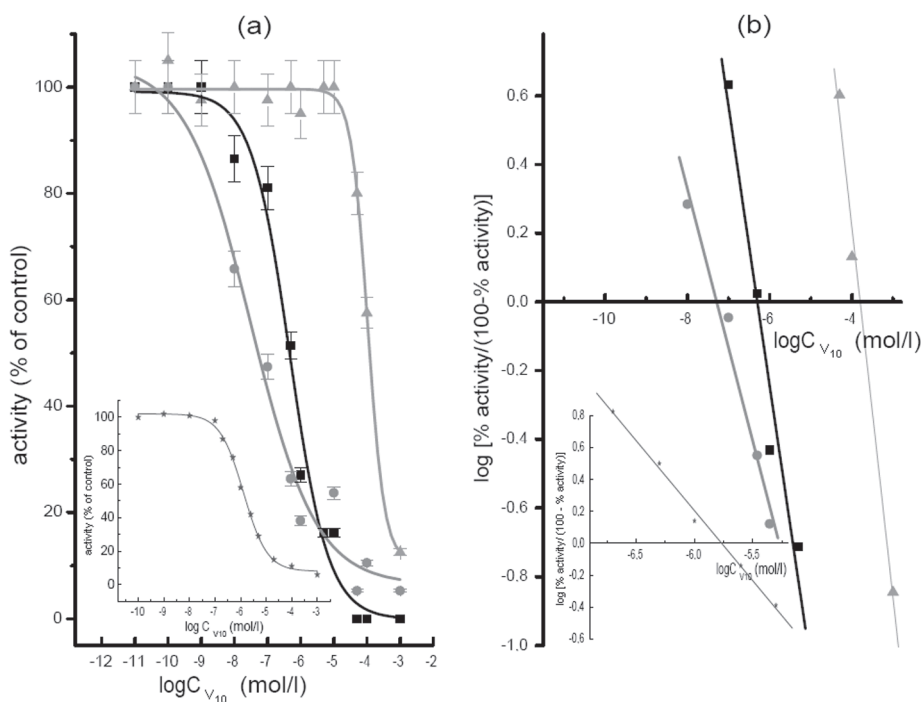 (a)
100
80
60
40
20
0
activity (% of control)
-12 -11 -10 -9 -8 -7 -6 -5 -4 -3 -2
logC V10 (mol/l)
100
80
60
40
20
0
activity (% of control)
-10 -9 -8 -7 -6 -5 -4 -3
log C V10 (mol/l)
(b)
0,6
0,4
0.2
0.0
-0.2
-0.4
-0.6
-0.8
-1.0
log [% activity/(100-% activity)]
-10 -8 -6 -4
logC V10 (mol/l)
0,8
0,6
0,4
0,2
0,0
-0,2
-0,4
-0,6
log [% activity/ (100 - % activity)]
-6,5 -6,0 -5,5
logC V10 (mol/l)